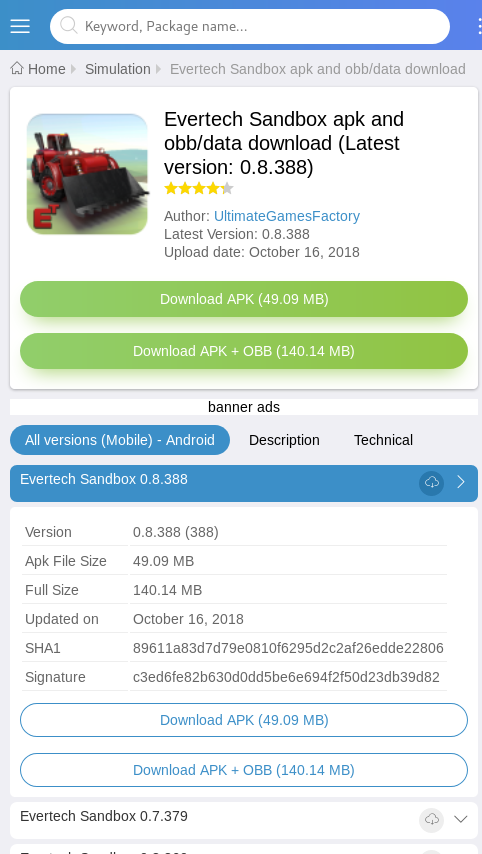 Keyword, Package name...
Home Simulation Evertech Sandbox apk and obb/data download
Evertech Sandbox apk and
obb/data download (Latest
version: 0.8.388)
Author: UltimateGamesFactory
Latest Version: 0.8.388
Upload date: October 16, 2018
Download APK (49.09 MB)
Download APK + OBB (140.14 MB)
banner ads
All versions (Mobile) - Android Description Technical
Evertech Sandbox 0.8.388
Version 0.8.388 (388)
Apk File Size 49.09 MB
Full Size 140.14 MB
Updated on October 16, 2018
SHA1 89611a83d7d79e0810f6295d2c2af26edde22806
Signature c3ed6fe82b630d0dd5be6e694f2f50d23db39d82
Download APK (49.09 MB)
Download APK + OBB (140.14 MB)
Evertech Sandbox 0.7.379